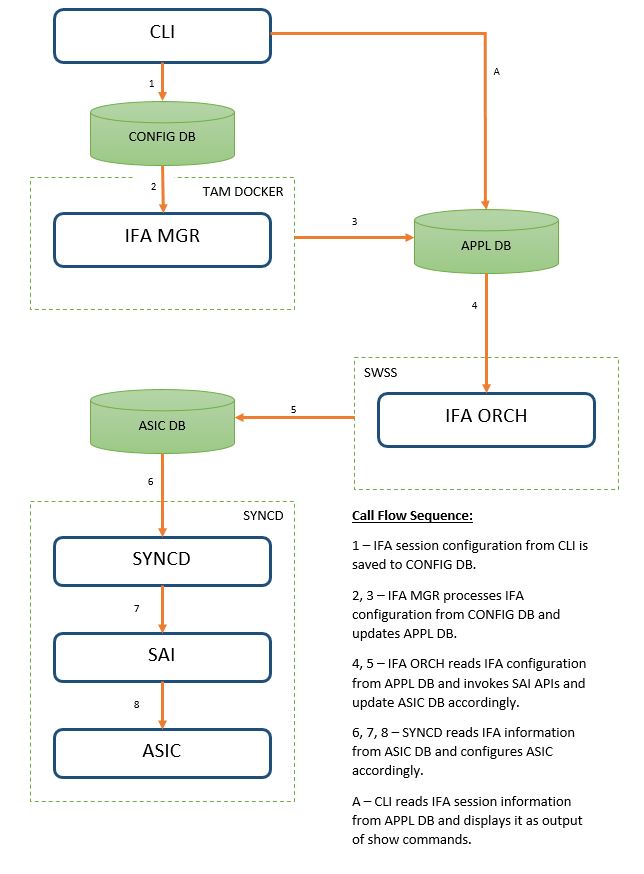 CLI
A
1
CONFIG DB
2
TAM DOCKER
IFA MGR
3
APPL DB
4
SWSS
IFA ORCH
5
ASIC DB
6
SYNCD
SYNCD
7
SAI
8
ASIC
Call Flow Sequence:
1 – IFA session configuration from CLI is
saved to CONFIG DB.
2, 3 – IFA MGR processes IFA
configuration from CONFIG DB and
updates APPL DB.
4, 5 – IFA ORCH reads IFA configuration
from APPL DB and invokes SAI APIs and
update ASIC DB accordingly.
6, 7, 8 – SYNCD reads IFA information
from ASIC DB and configures ASIC
accordingly.
A – CLI reads IFA session information
from APPL DB and displays it as output
of show commands.